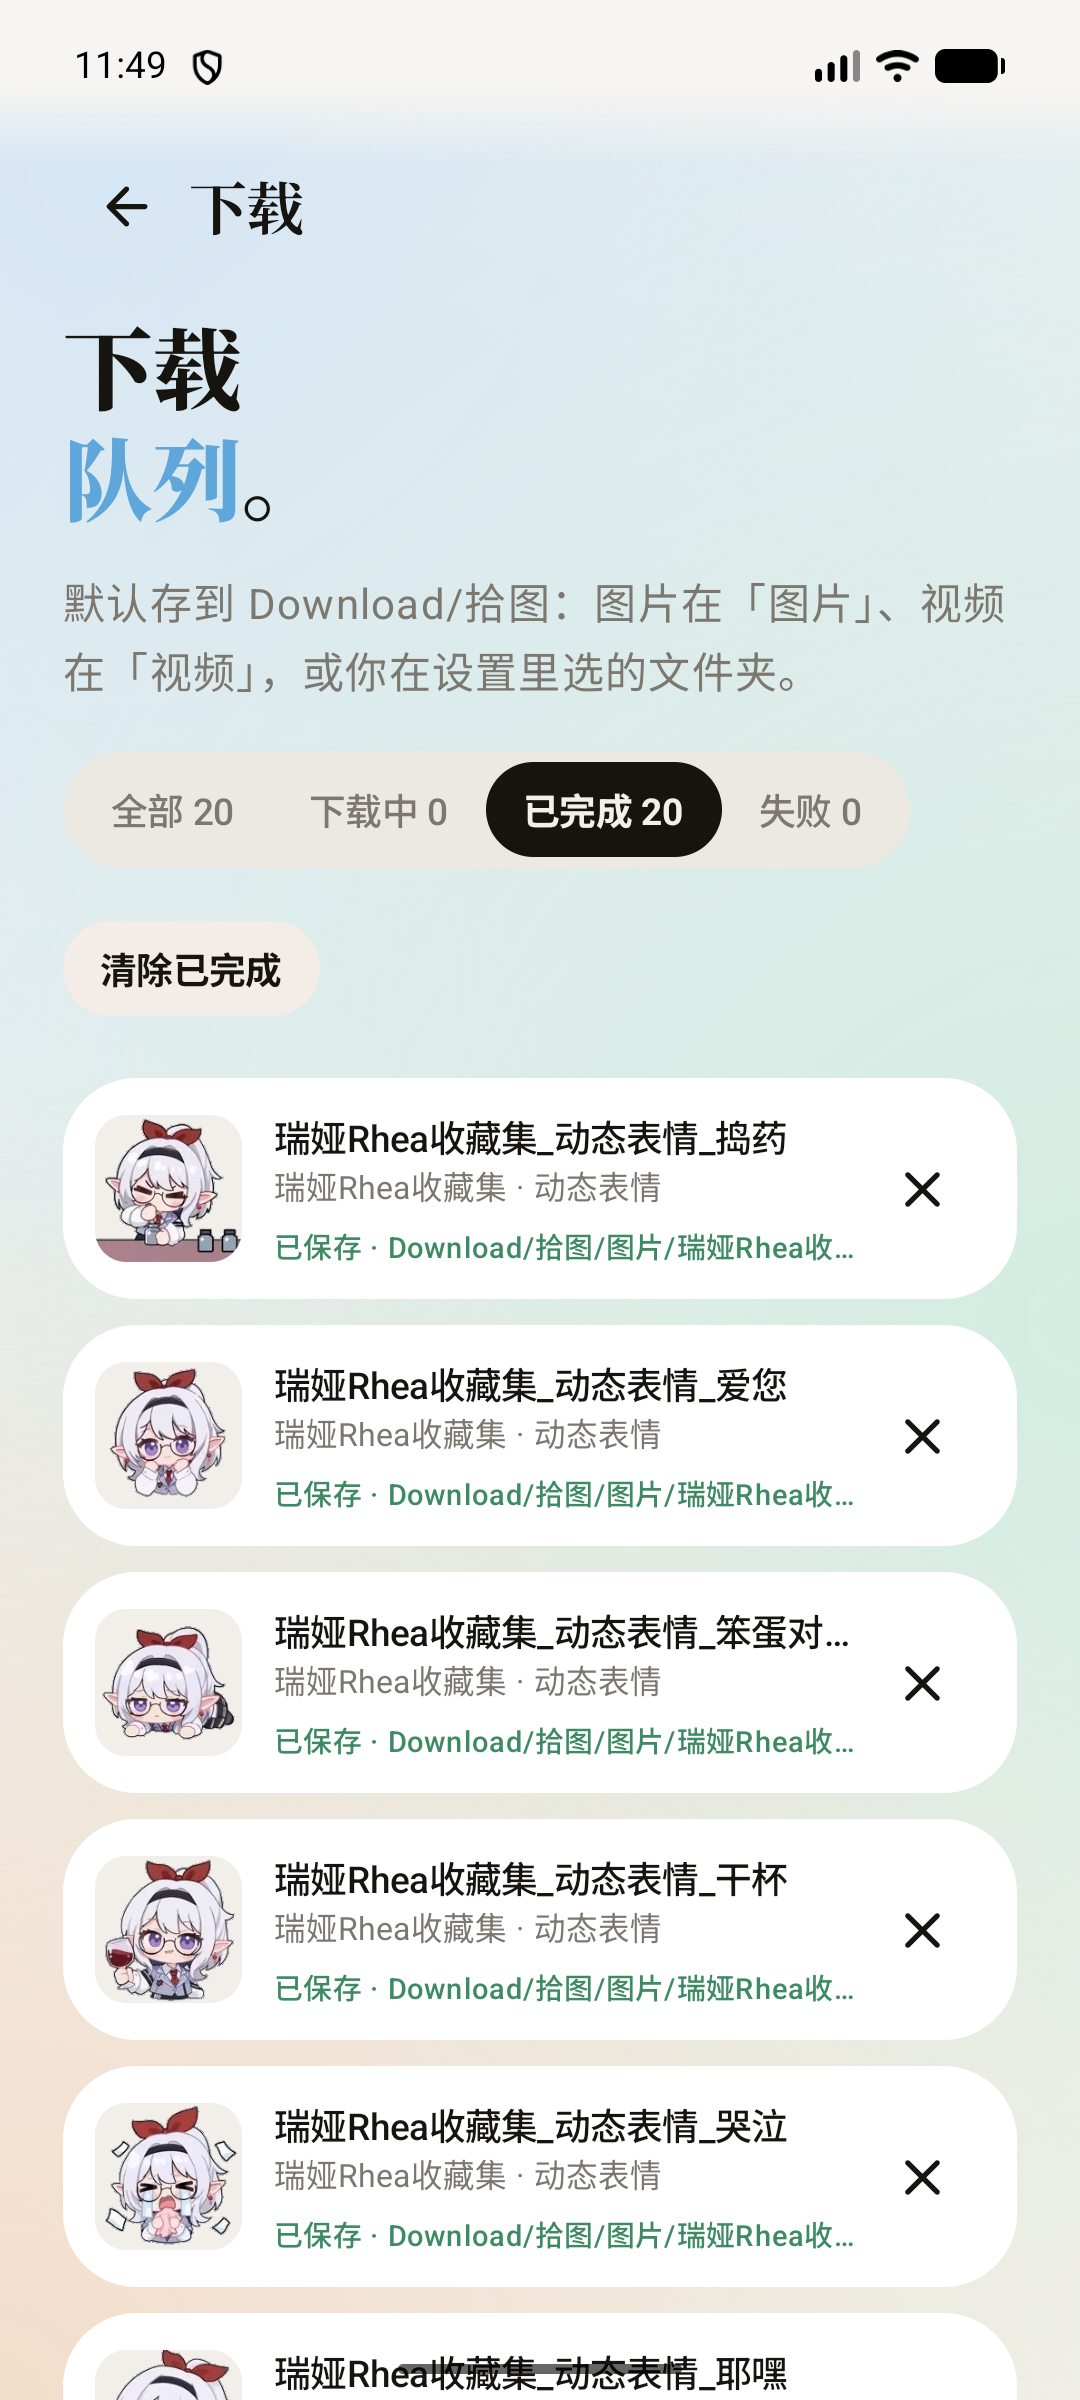 11:49
下载
下载
队列。
默认存到 Download/拾图：图片在「图片」、视频
在「视频」，或你在设置里选的文件夹。
全部 20 下载中 0 已完成 20 失败 0
清除已完成
瑞娅Rhea收藏集_动态表情_捣药
瑞娅Rhea收藏集 · 动态表情
已保存 · Download/拾图/图片/瑞娅Rhea收...
瑞娅Rhea收藏集_动态表情_爱您
瑞娅Rhea收藏集 · 动态表情
已保存 · Download/拾图/图片/瑞娅Rhea收...
瑞娅Rhea收藏集_动态表情_笨蛋对...
瑞娅Rhea收藏集 · 动态表情
已保存 · Download/拾图/图片/瑞娅Rhea收...
瑞娅Rhea收藏集_动态表情_干杯
瑞娅Rhea收藏集 · 动态表情
已保存 · Download/拾图/图片/瑞娅Rhea收...
瑞娅Rhea收藏集_动态表情_哭泣
瑞娅Rhea收藏集 · 动态表情
已保存 · Download/拾图/图片/瑞娅Rhea收...
瑞娅Rhea收藏集_动态表情_耶嘿